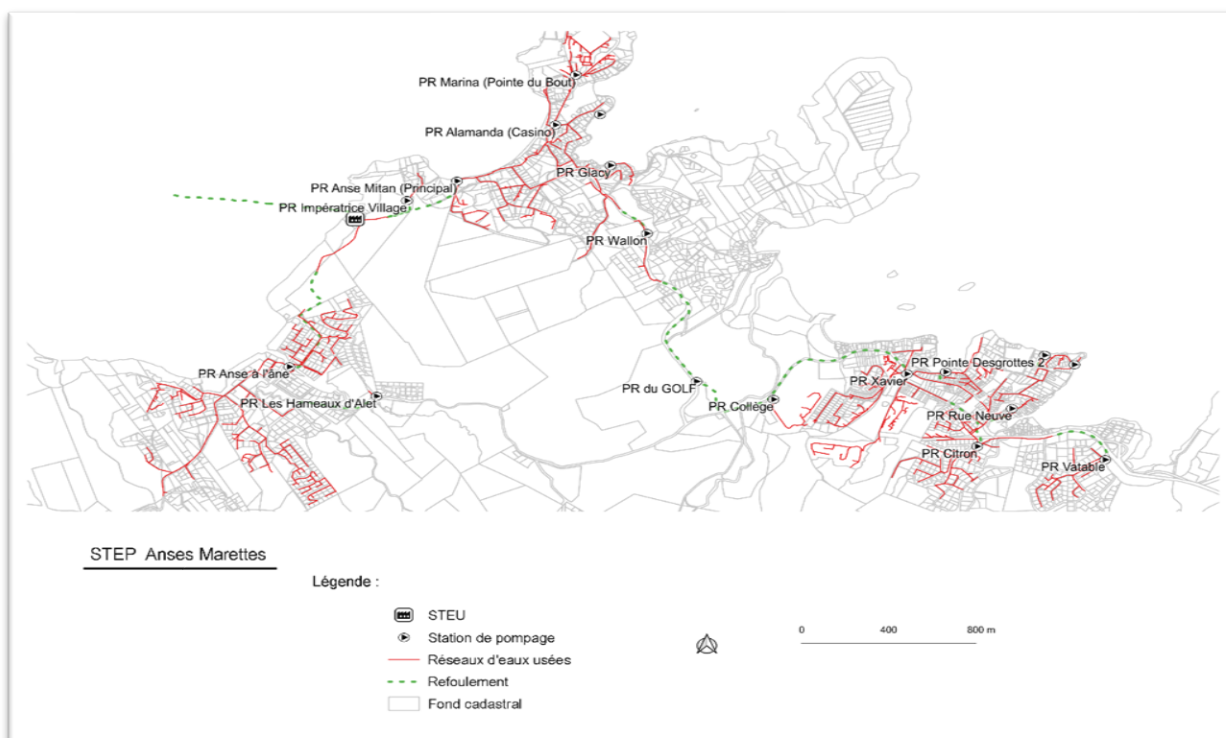 PR Marina (Pointe du Bout)
PR Alamanda (Casino)
PR Glacy
PR Anse Mitan (Principal)
PR Impératrice Village
PR Wallon
PR Anse à l'âne
PR Les Hameaux d'Alet
PR du GOLF
PR Collège
PR Xavier
PR Pointe Desgrottes 2
PR Rue Neuve
PR Citron
PR Vatable
STEP Anses Marettes
Légende :
STEU
Station de pompage
Réseaux d'eaux usées
Refoulement
Fond cadastral
0 400 800 m